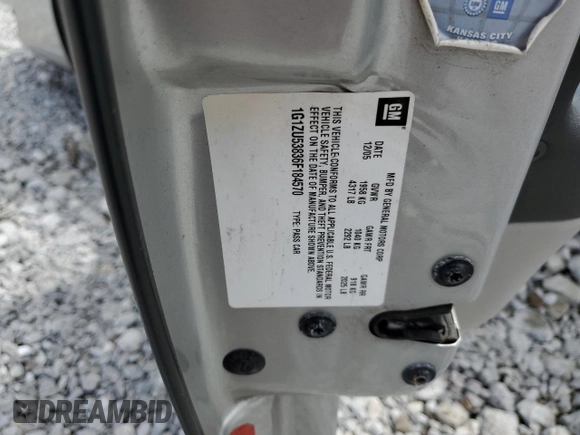 GM
KANSAS CITY
GM
MFD BY GENERAL MOTORS CORP
DATE GVWR GAWR FRT GAWR RR
12/05 1958 KG 1040 KG 918 KG
4317 LB 2292 LB 2025 LB
THIS VEHICLE CONFORMS TO ALL APPLICABLE U.S. FEDERAL MOTOR
VEHICLE SAFETY, BUMPER, AND THEFT PREVENTION STANDARDS IN
EFFECT ON THE DATE OF MANUFACTURE SHOWN ABOVE.
1G1ZU53836F184570 TYPE: PASS CAR
DREAMBID